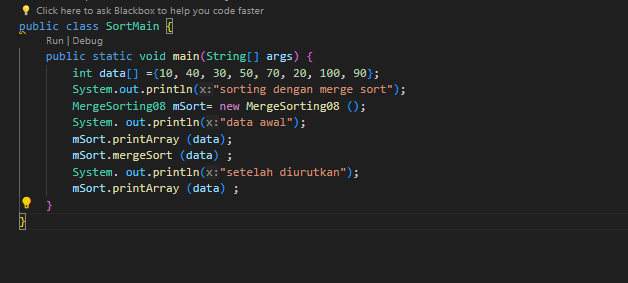 Click here to ask Blackbox to help you code faster
public class SortMain {
Run | Debug
public static void main(String[] args) {
int data[] ={10, 40, 30, 50, 70, 20, 100, 90};
System.out.println(x:"sorting dengan merge sort");
MergeSorting08 mSort= new MergeSorting08 ();
System. out.println(x:"data awal");
mSort.printArray (data);
mSort.mergeSort (data) ;
System. out.println(x:"setelah diurutkan");
mSort.printArray (data) ;
}
}